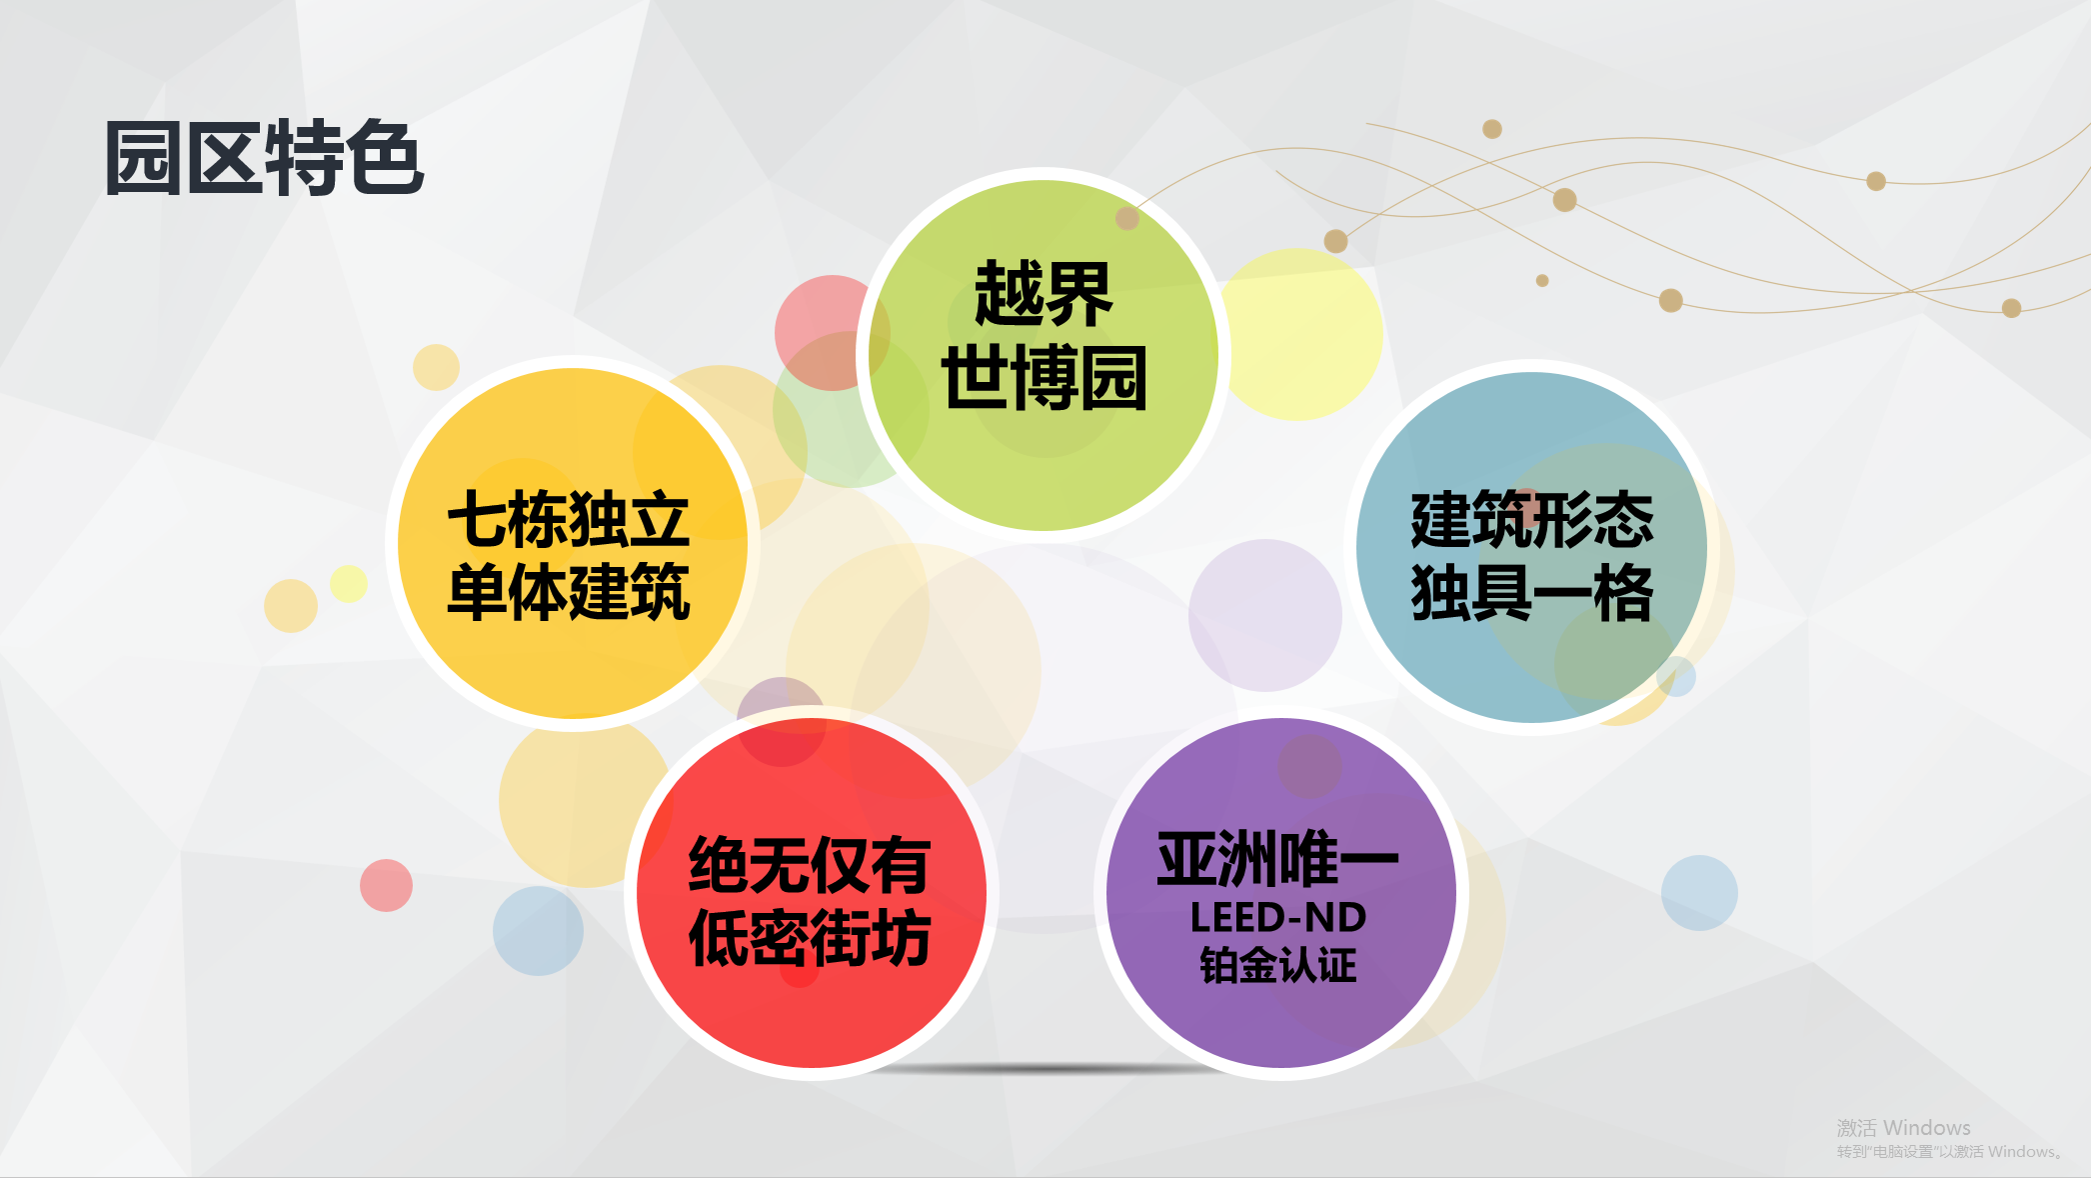 园区特色
越界
世博园
七栋独立
单体建筑
建筑形态
独具一格
绝无仅有
低密街坊
亚洲唯一
LEED-ND
铂金认证
激活 Windows
转到"电脑设置"以激活 Windows。